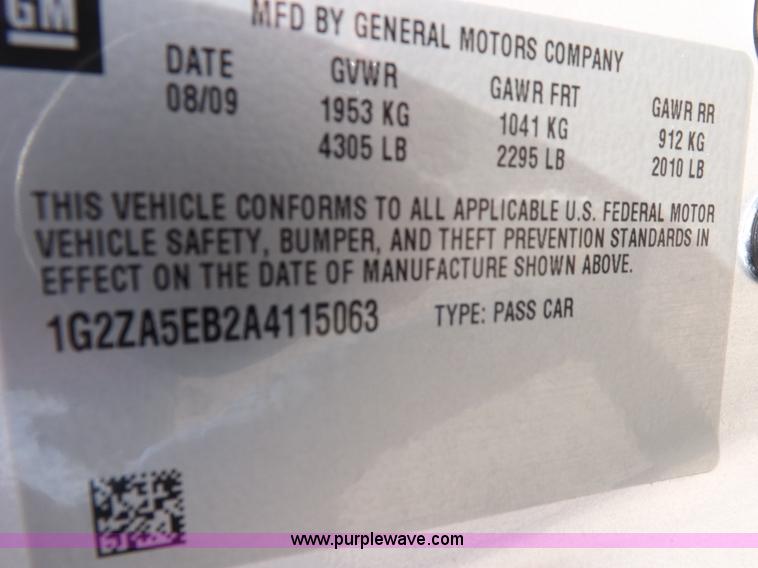 GM
MFD BY GENERAL MOTORS COMPANY
DATE GVWR GAWR FRT GAWR RR
08/09 1953 KG 1041 KG 912 KG
4305 LB 2295 LB 2010 LB
THIS VEHICLE CONFORMS TO ALL APPLICABLE U.S. FEDERAL MOTOR
VEHICLE SAFETY, BUMPER, AND THEFT PREVENTION STANDARDS IN
EFFECT ON THE DATE OF MANUFACTURE SHOWN ABOVE.
1G2ZA5EB2A4115063 TYPE: PASS CAR
www.purplewave.com